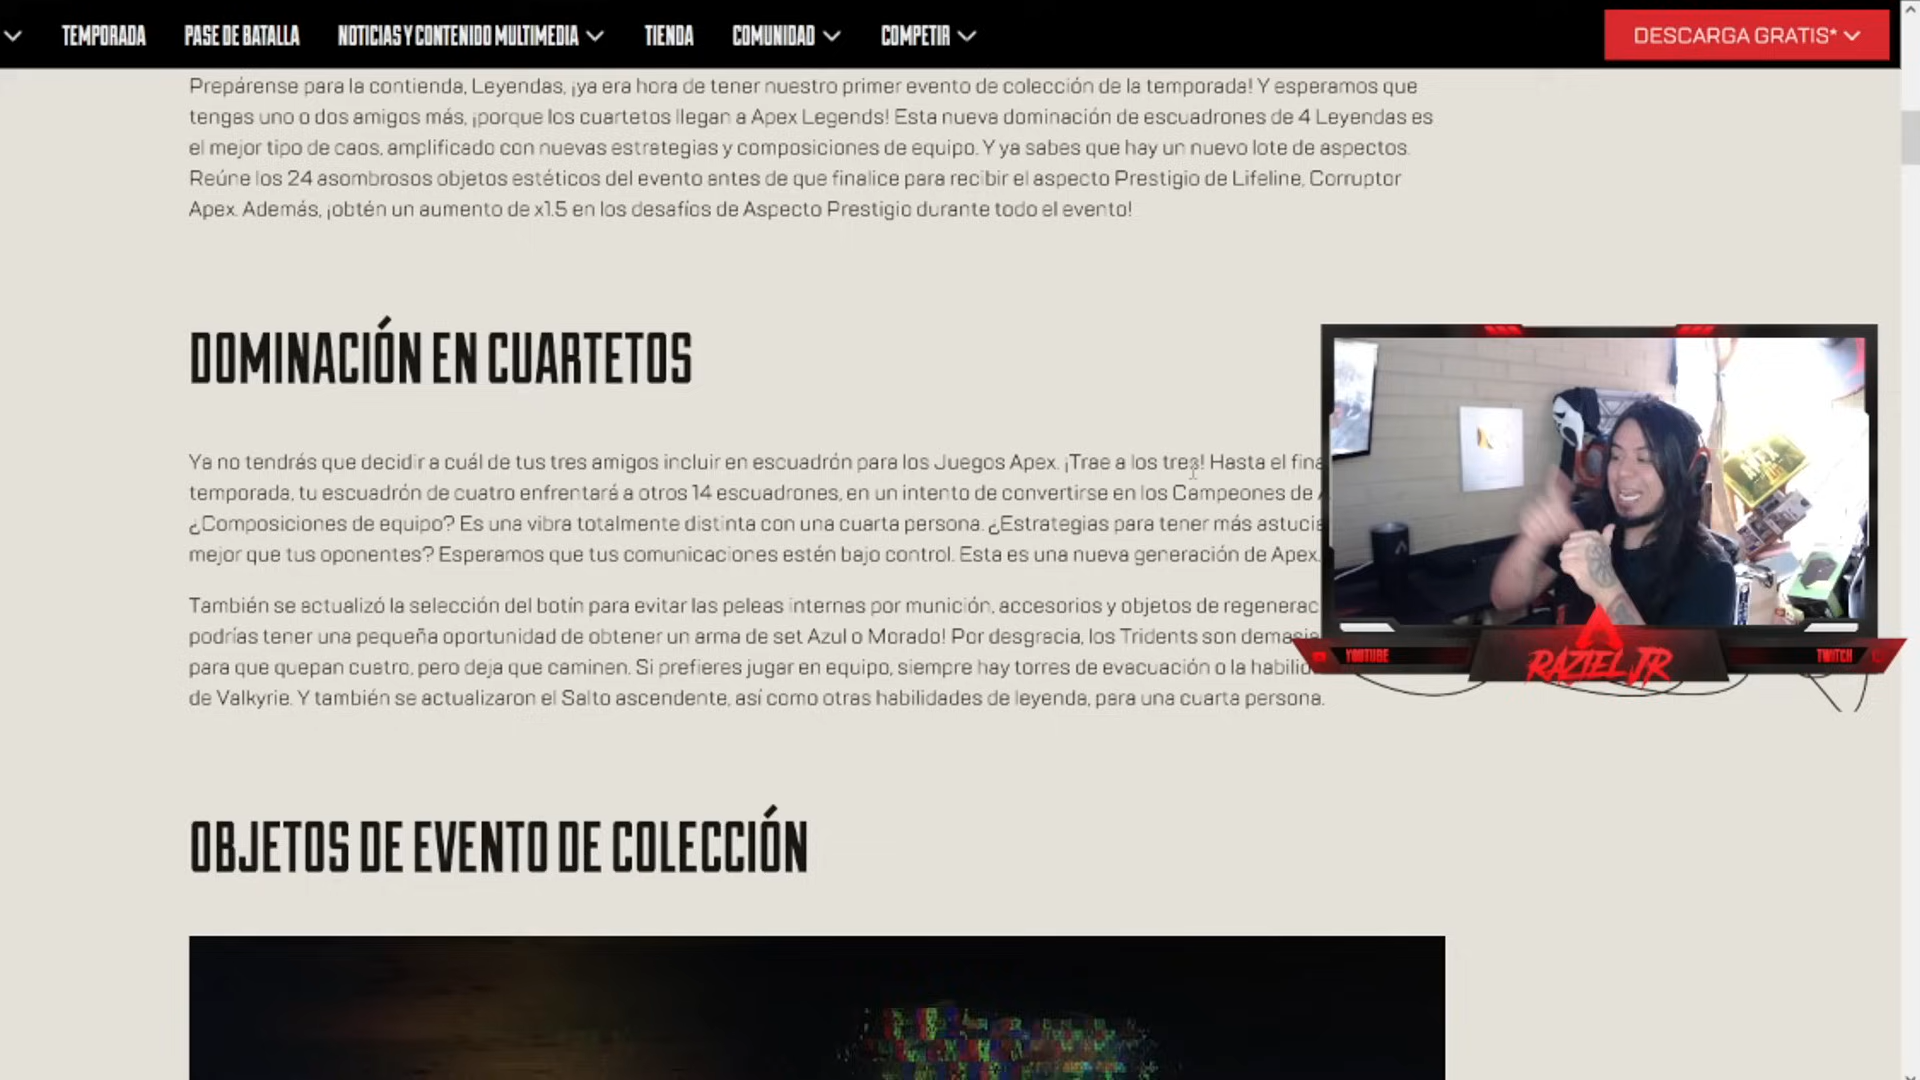 TEMPORADA PASE DE BATALLA NOTICIAS Y CONTENIDO MULTIMEDIA TIENDA COMUNIDAD COMPETIR DESCARGA GRATIS*
Prepárense para la contienda, Leyendas, ¡ya era hora de tener nuestro primer evento de colección de la temporada! Y esperamos que
tengas uno o dos amigos más, ¡porque los cuartetos llegan a Apex Legends! Esta nueva dominación de escuadrones de 4 Leyendas es
el mejor tipo de caos, amplificado con nuevas estrategias y composiciones de equipo. Y ya sabes que hay un nuevo lote de aspectos.
Reúne los 24 asombrosos objetos estéticos del evento antes de que finalice para recibir el aspecto Prestigio de Lifeline, Corruptor
Apex. Además, ¡obtén un aumento de x1.5 en los desafíos de Aspecto Prestigio durante todo el evento!
DOMINACIÓN EN CUARTETOS
Ya no tendrás que decidir a cuál de tus tres amigos incluir en escuadrón para los Juegos Apex. ¡Trae a los tres! Hasta el fina
temporada, tu escuadrón de cuatro enfrentará a otros 14 escuadrones, en un intento de convertirse en los Campeones de A
¿Composiciones de equipo? Es una vibra totalmente distinta con una cuarta persona. ¿Estrategias para tener más astucia
mejor que tus oponentes? Esperamos que tus comunicaciones estén bajo control. Esta es una nueva generación de Apex.
También se actualizó la selección del botín para evitar las peleas internas por munición, accesorios y objetos de regenerac
podrías tener una pequeña oportunidad de obtener un arma de set Azul o Morado! Por desgracia, los Tridents son demasia
para que quepan cuatro, pero deja que caminen. Si prefieres jugar en equipo, siempre hay torres de evacuación o la habilid
de Valkyrie. Y también se actualizaron el Salto ascendente, así como otras habilidades de leyenda, para una cuarta persona.
YOUTUBE RAZIEL JR TWITCH
OBJETOS DE EVENTO DE COLECCIÓN